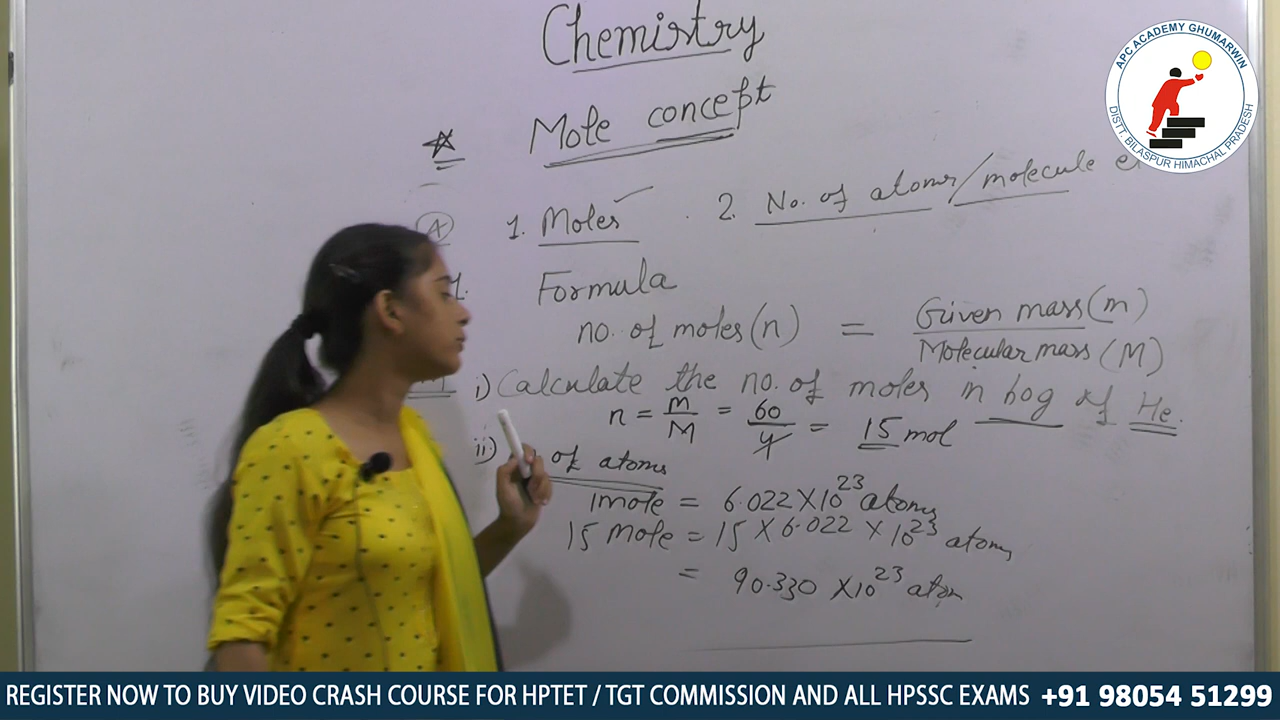 Chemistry
Mole concept
A 1. Moles 2. No. of atoms/molecule
Formula
no. of moles (n) = Given mass (m)
Molecular mass (M)
i) Calculate the no. of moles in 60g of He.
n = m/M = 60/4 = 15 mol
ii) of atoms
1mole = 6.022 X 10^23 atoms
15 mole = 15 X 6.022 X 10^23 atoms
= 90.330 X 10^23 atom
APC ACADEMY GHUMARWIN
DISTT. BILASPUR HIMACHAL PRADESH
REGISTER NOW TO BUY VIDEO CRASH COURSE FOR HPTET / TGT COMMISSION AND ALL HPSSC EXAMS +91 98054 51299